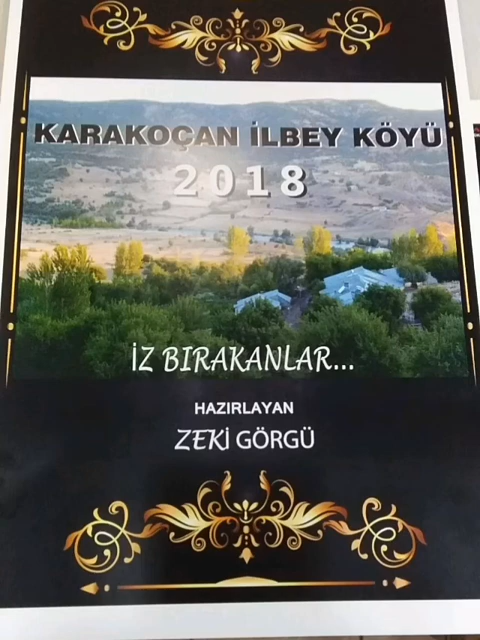 KARAKOÇAN İLBEY KÖYÜ
2018
İZ BIRAKANLAR...
HAZIRLAYAN
ZEKİ GÖRGÜ